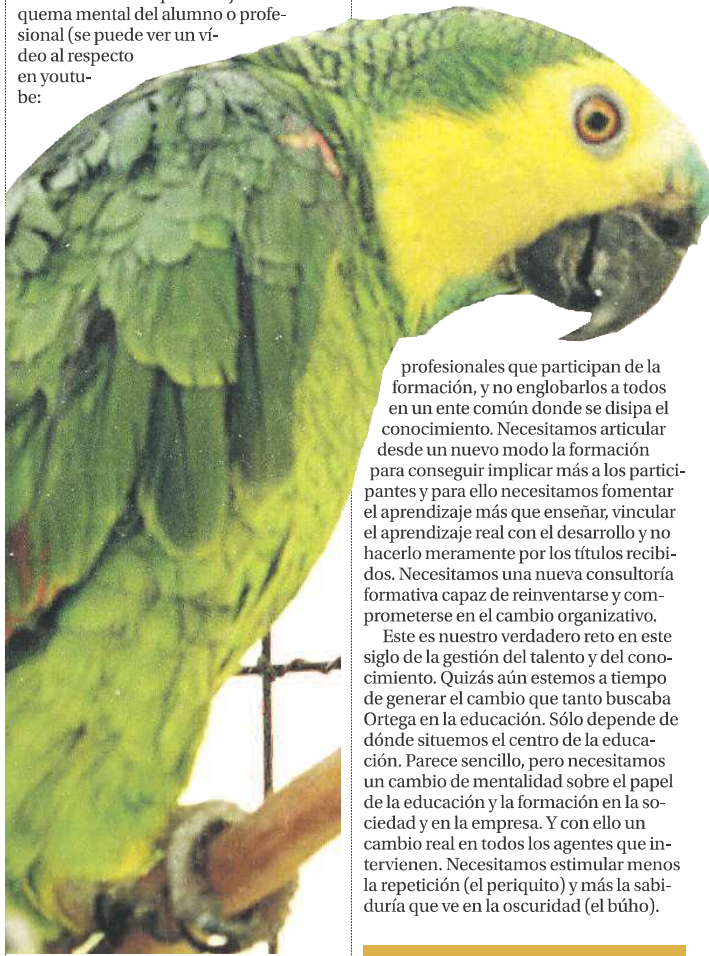 quema mental del alumno o profe-
sional (se puede ver un ví-
deo al respecto
en youtu-
be:
profesionales que participan de la
formación, y no englobarlos a todos
en un ente común donde se disipa el
conocimiento. Necesitamos articular
desde un nuevo modo la formación
para conseguir implicar más a los partici-
pantes y para ello necesitamos fomentar
el aprendizaje más que enseñar, vincular
el aprendizaje real con el desarrollo y no
hacerlo meramente por los títulos recibi-
dos. Necesitamos una nueva consultoría
formativa capaz de reinventarse y com-
prometerse en el cambio organizativo.
Este es nuestro verdadero reto en este
siglo de la gestión del talento y del cono-
cimiento. Quizás aún estemos a tiempo
de generar el cambio que tanto buscaba
Ortega en la educación. Sólo depende de
dónde situemos el centro de la educa-
ción. Parece sencillo, pero necesitamos
un cambio de mentalidad sobre el papel
de la educación y la formación en la so-
ciedad y en la empresa. Y con ello un
cambio real en todos los agentes que in-
tervienen. Necesitamos estimular menos
la repetición (el periquito) y más la sabi-
duría que ve en la oscuridad (el búho).